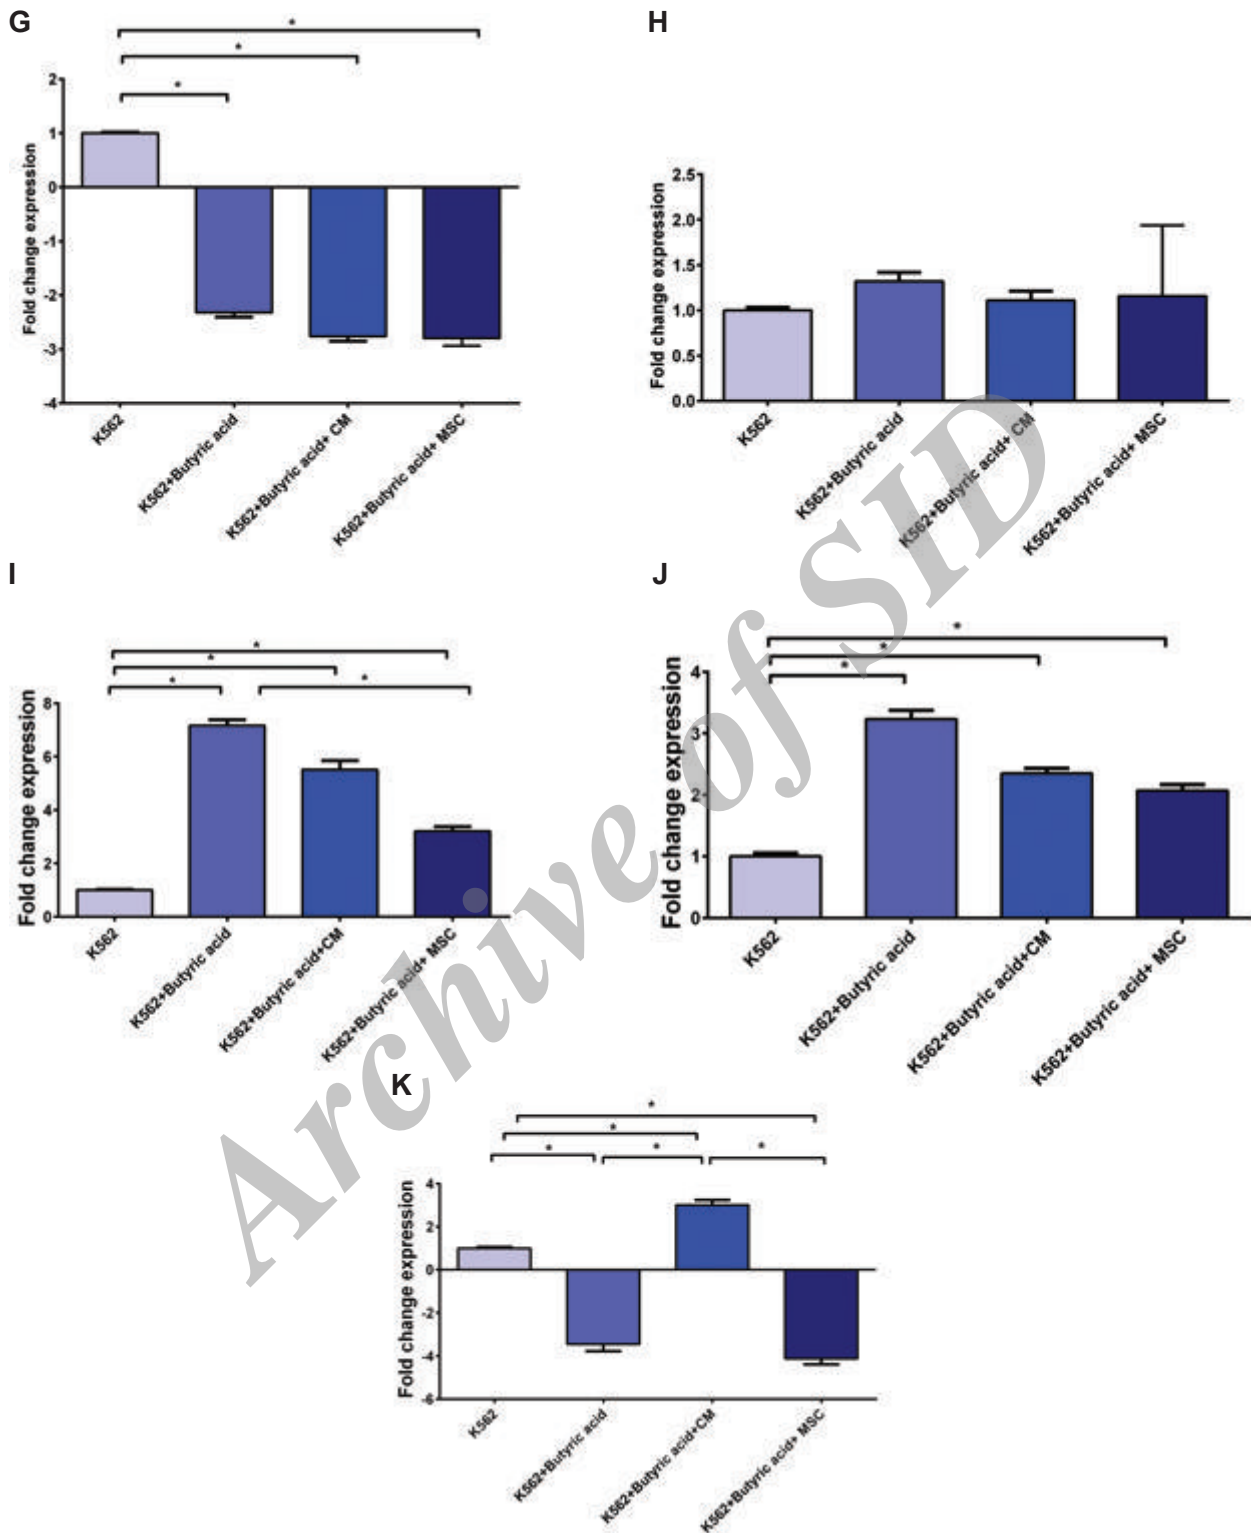 G
*
*
*
2
1
0
-1
-2
-3
-4
Fold change expression
K562
K562+Butyric acid
K562+Butyric acid+ CM
K562+Butyric acid+ MSC
H
2.5
2.0
1.5
1.0
0.5
0.0
Fold change expression
K562
K562+Butyric acid
K562+Butyric acid+ CM
K562+Butyric acid+ MSC
I
*
*
*
*
8
6
4
2
0
Fold change expression
K562
K562+Butyric acid
K562+Butyric acid+CM
K562+Butyric acid+ MSC
J
*
*
*
4
3
2
1
0
Fold change expression
K562
K562+Butyric acid
K562+Butyric acid+CM
K562+Butyric acid+ MSC
K
*
*
*
*
*
4
2
0
-2
-4
-6
Fold change expression
K562
K562+Butyric acid
K562+Butyric acid+CM
K562+Butyric acid+ MSC
Archive of SID